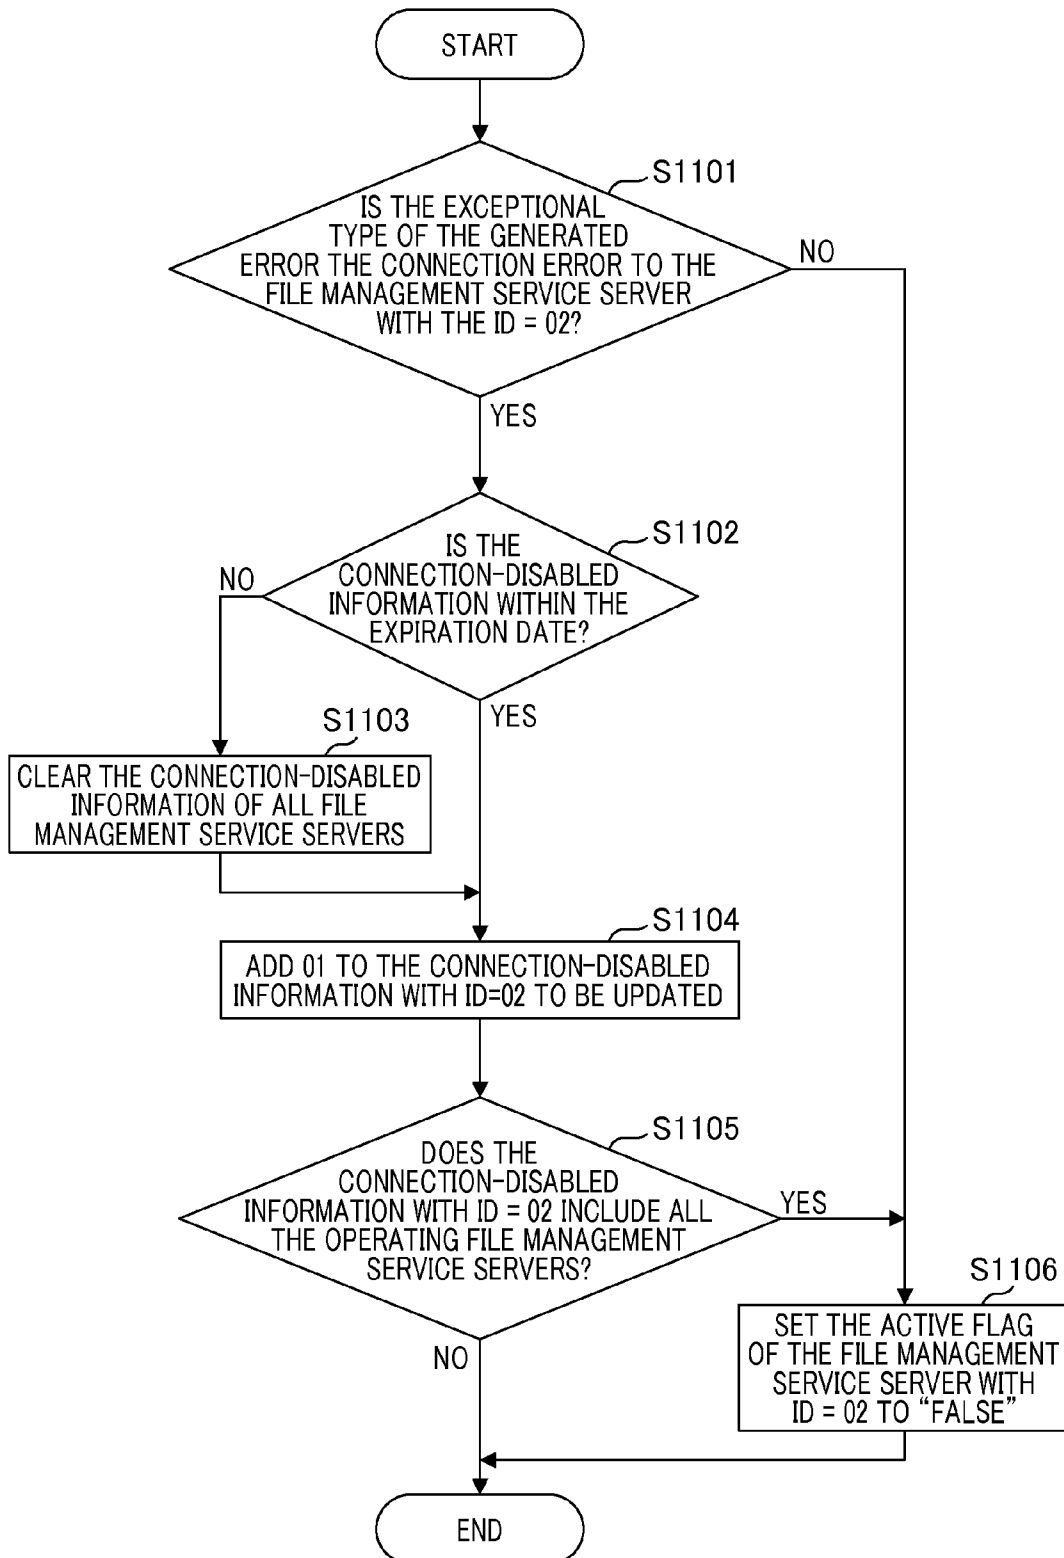 START
S1101
IS THE EXCEPTIONAL
TYPE OF THE GENERATED
ERROR THE CONNECTION ERROR TO THE
FILE MANAGEMENT SERVICE SERVER
WITH THE ID = 02?
NO
YES
S1102
IS THE
CONNECTION-DISABLED
INFORMATION WITHIN THE
EXPIRATION DATE?
NO
YES
S1103
CLEAR THE CONNECTION-DISABLED
INFORMATION OF ALL FILE
MANAGEMENT SERVICE SERVERS
S1104
ADD 01 TO THE CONNECTION-DISABLED
INFORMATION WITH ID=02 TO BE UPDATED
S1105
DOES THE
CONNECTION-DISABLED
INFORMATION WITH ID = 02 INCLUDE ALL
THE OPERATING FILE MANAGEMENT
SERVICE SERVERS?
YES
NO
S1106
SET THE ACTIVE FLAG
OF THE FILE MANAGEMENT
SERVICE SERVER WITH
ID = 02 TO “FALSE”
END